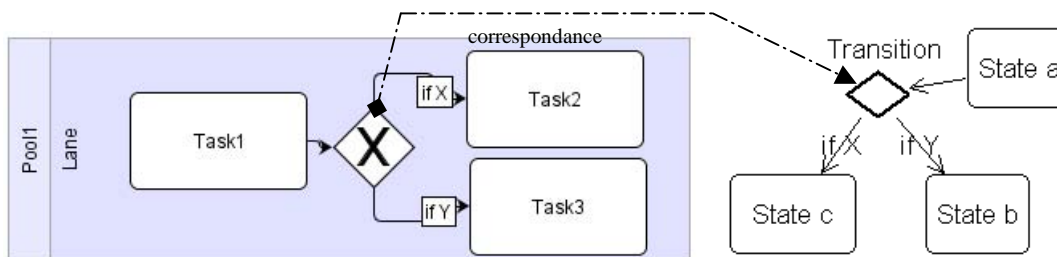 correspondance
Pool1
Lane
Task1
X
if X
Task2
if Y
Task3
Transition
State a
if X
if Y
State c
State b